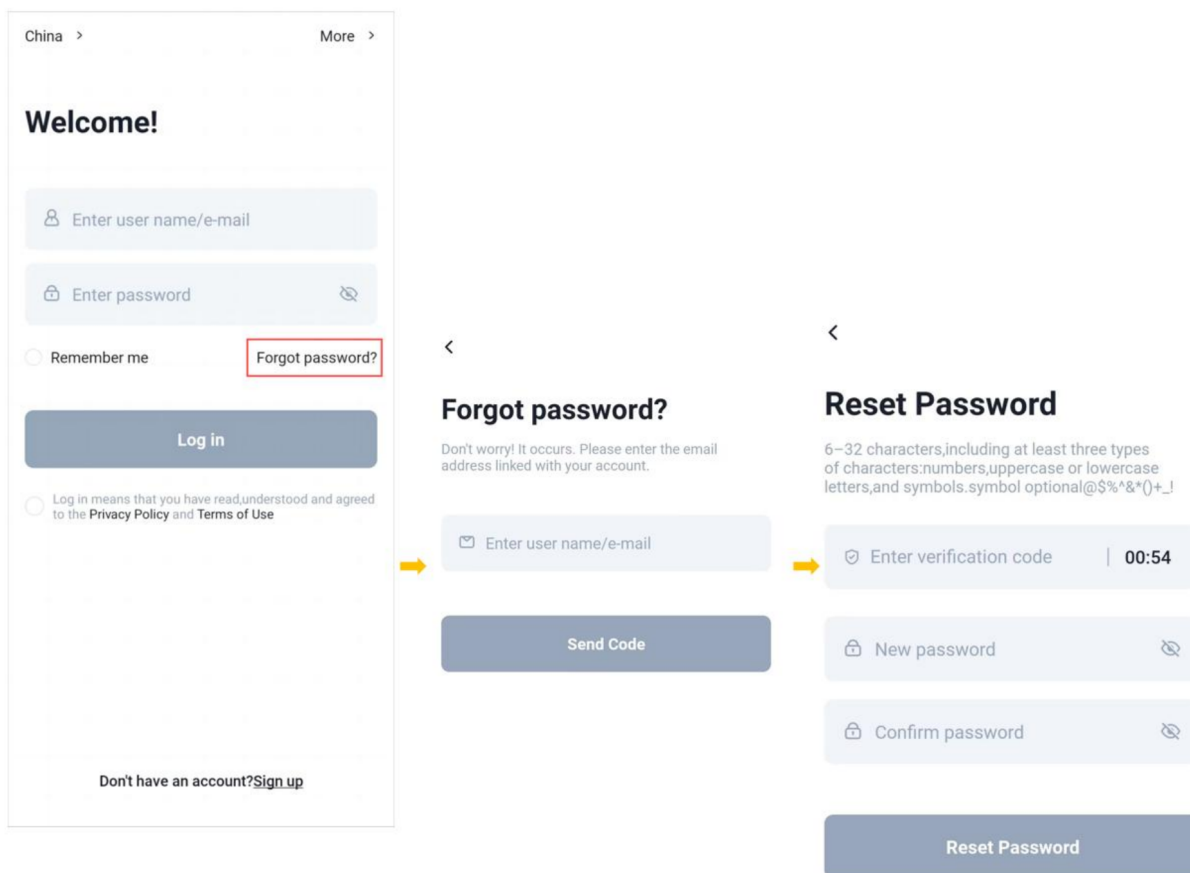 China >
More >
Welcome!
Enter user name/e-mail
Enter password
Remember me
Forgot password?
Log in
Log in means that you have read,understood and agreed
to the Privacy Policy and Terms of Use
Don't have an account?Sign up
Forgot password?
Don't worry! It occurs. Please enter the email
address linked with your account.
Enter user name/e-mail
Send Code
Reset Password
6–32 characters,including at least three types
of characters:numbers,uppercase or lowercase
letters,and symbols.symbol optional@$%^&*()+_!
Enter verification code | 00:54
New password
Confirm password
Reset Password